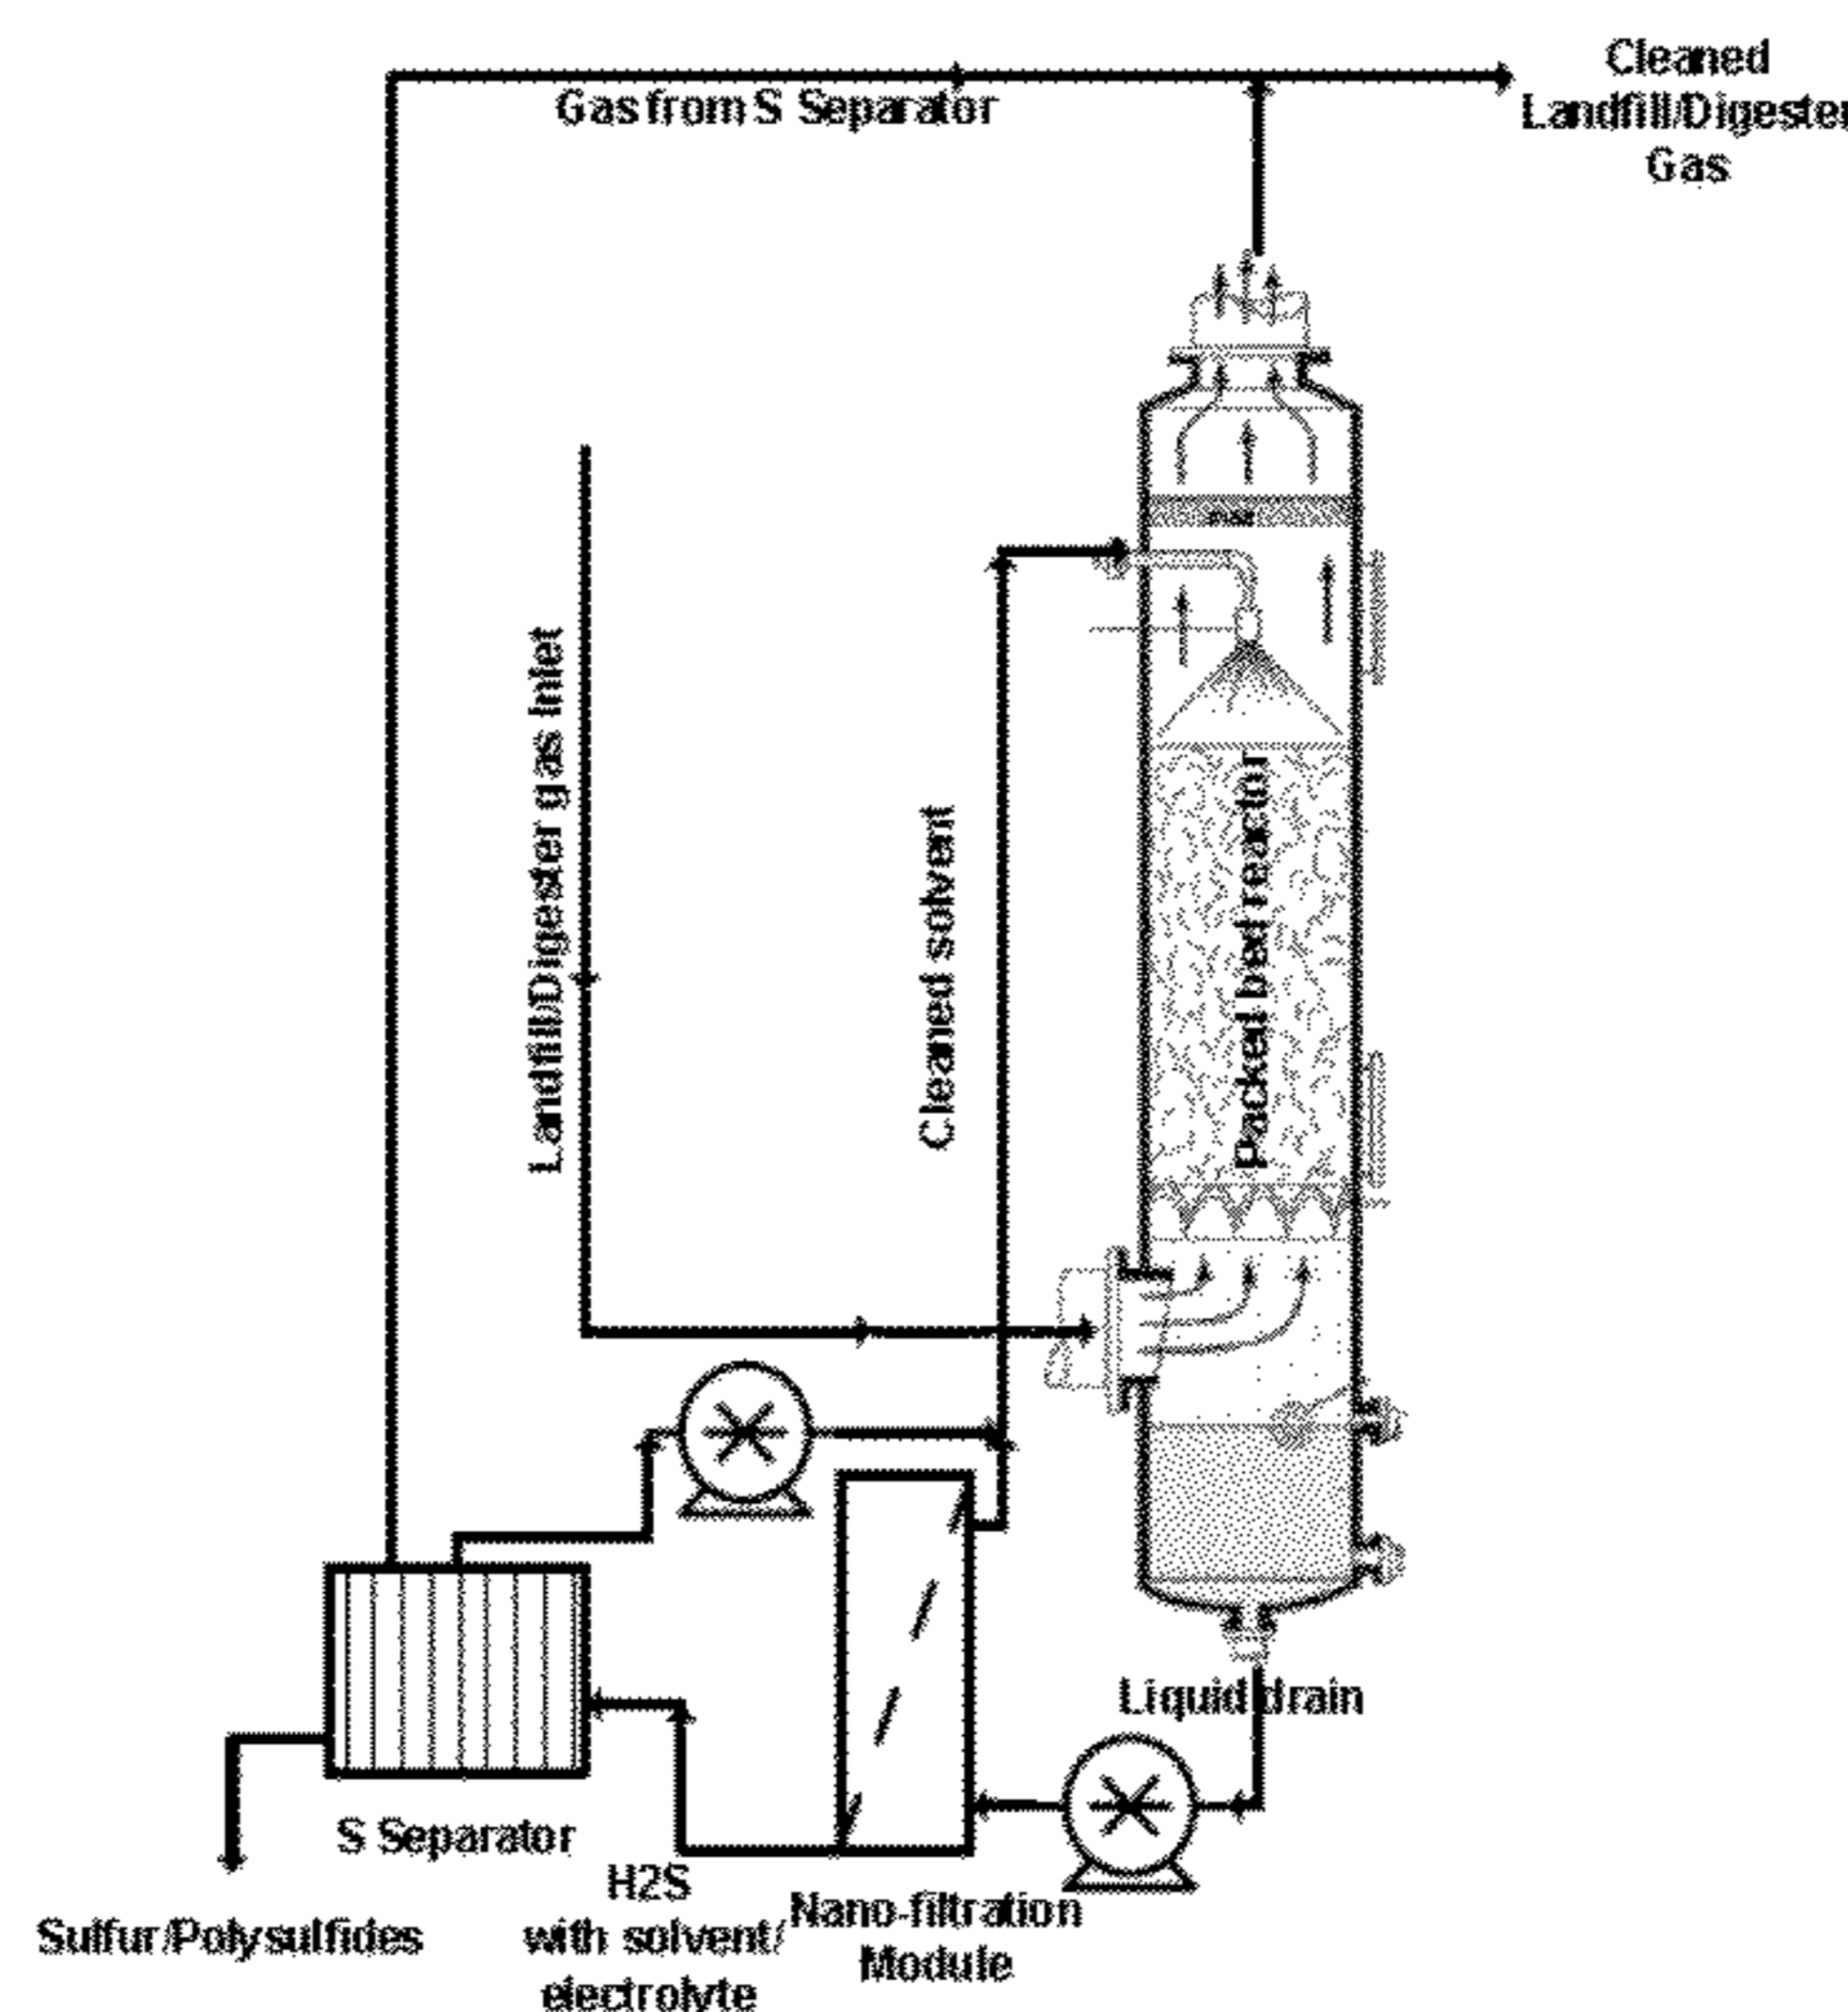 Cleaned
Landfill/Digester
Gas
Gas from S Separator
Landfill/Digester gas Inlet
Cleaned solvent
Packed bed reactor
Liquid drain
S Separator
H2S
with solvent/
electrolyte
Nano-filtration
Module
Sulfur/Polysulfides